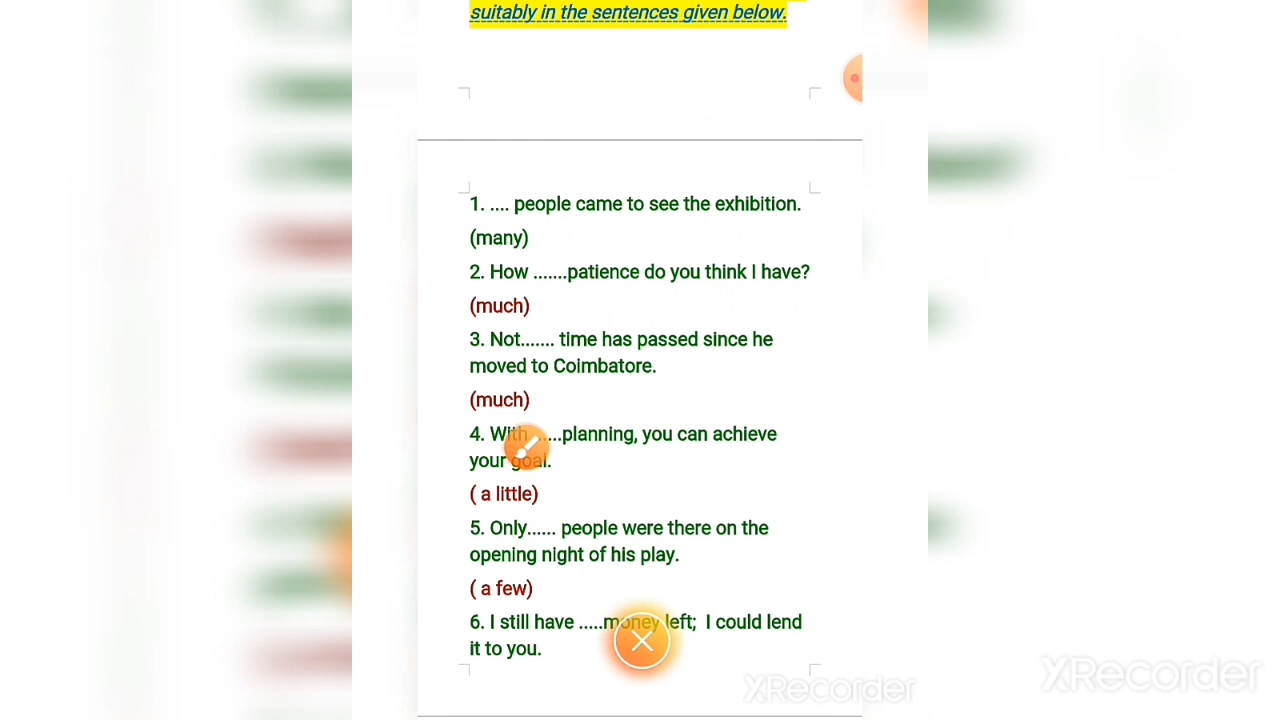 suitably in the sentences given below.
1. .... people came to see the exhibition.
(many)
2. How .......patience do you think I have?
(much)
3. Not....... time has passed since he
moved to Coimbatore.
(much)
4. With .....planning, you can achieve
your goal.
( a little)
5. Only...... people were there on the
opening night of his play.
( a few)
6. I still have .....money left;  I could lend
it to you.
XRecorder
XRecorder